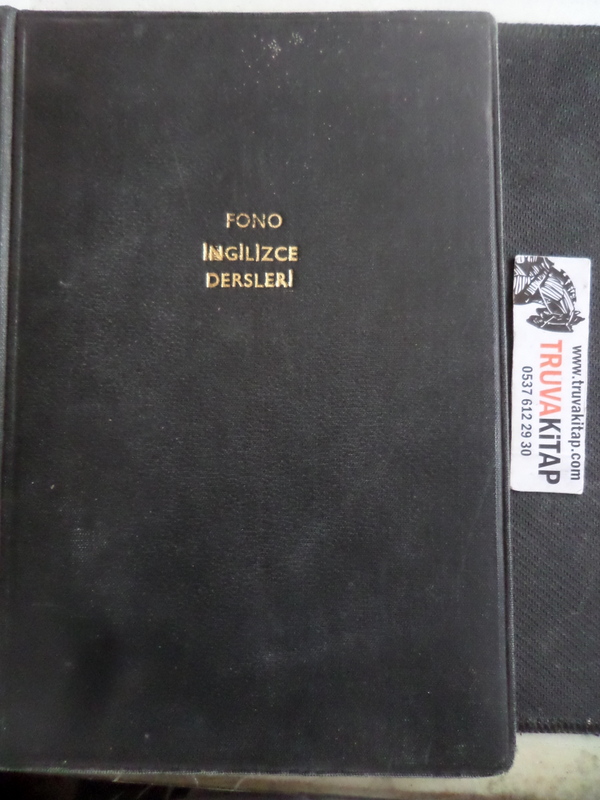 FONO
İNGİLİZCE
DERSLERİ
www.truvakitap.com
TRUVAKİTAP
0537 612 29 30